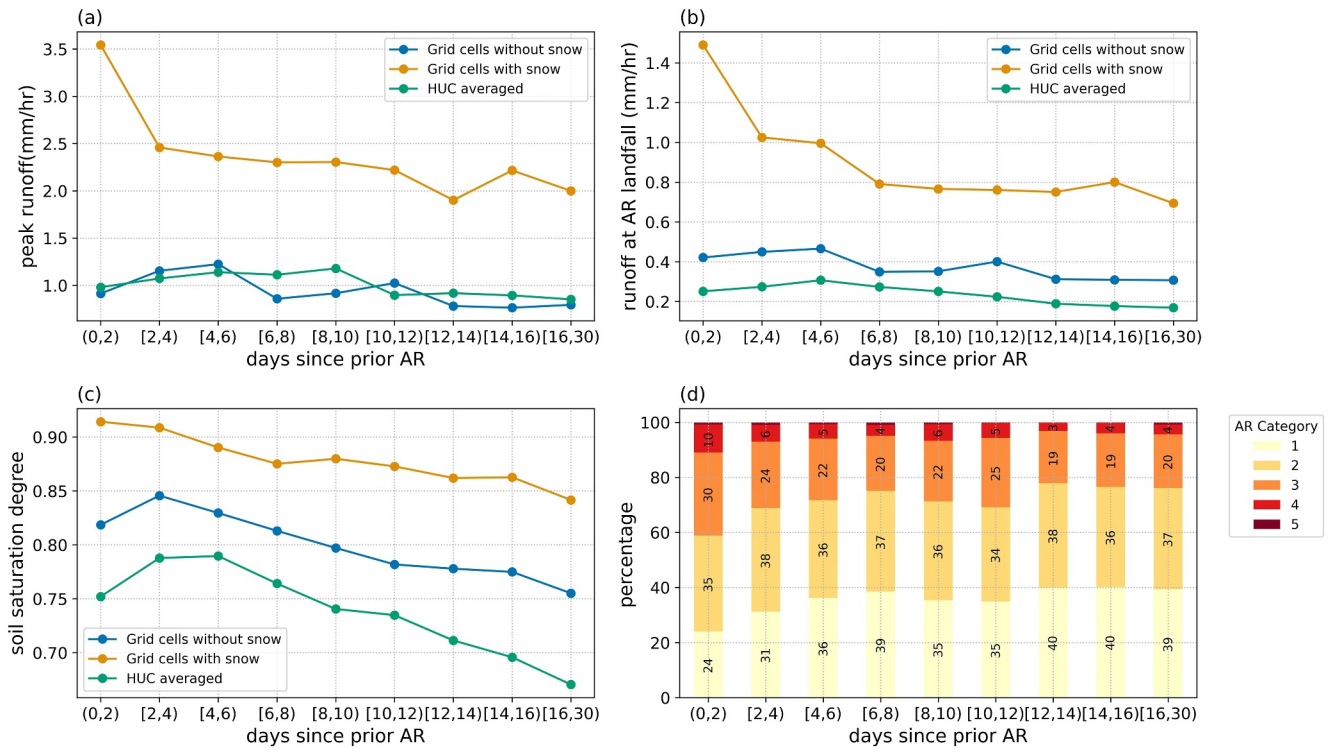 (a)
peak runoff(mm/hr)
3.5
3.0
2.5
2.0
1.5
1.0
Grid cells without snow
Grid cells with snow
HUC averaged
(0,2) [2,4) [4,6) [6,8) [8,10) [10,12) [12,14) [14,16) [16,30)
days since prior AR
(b)
runoff at AR landfall (mm/hr)
1.4
1.2
1.0
0.8
0.6
0.4
0.2
Grid cells without snow
Grid cells with snow
HUC averaged
(0,2) [2,4) [4,6) [6,8) [8,10) [10,12) [12,14) [14,16) [16,30)
days since prior AR
(c)
soil saturation degree
0.90
0.85
0.80
0.75
0.70
Grid cells without snow
Grid cells with snow
HUC averaged
(0,2) [2,4) [4,6) [6,8) [8,10) [10,12) [12,14) [14,16) [16,30)
days since prior AR
(d)
percentage
100
80
60
40
20
0
10 6 5 4 6 5 3 4 4
30 24 22 20 22 25 19 19 20
35 38 36 37 36 34 38 36 37
24 31 36 39 35 35 40 40 39
(0,2) [2,4) [4,6) [6,8) [8,10) [10,12) [12,14) [14,16) [16,30)
days since prior AR
AR Category
1
2
3
4
5